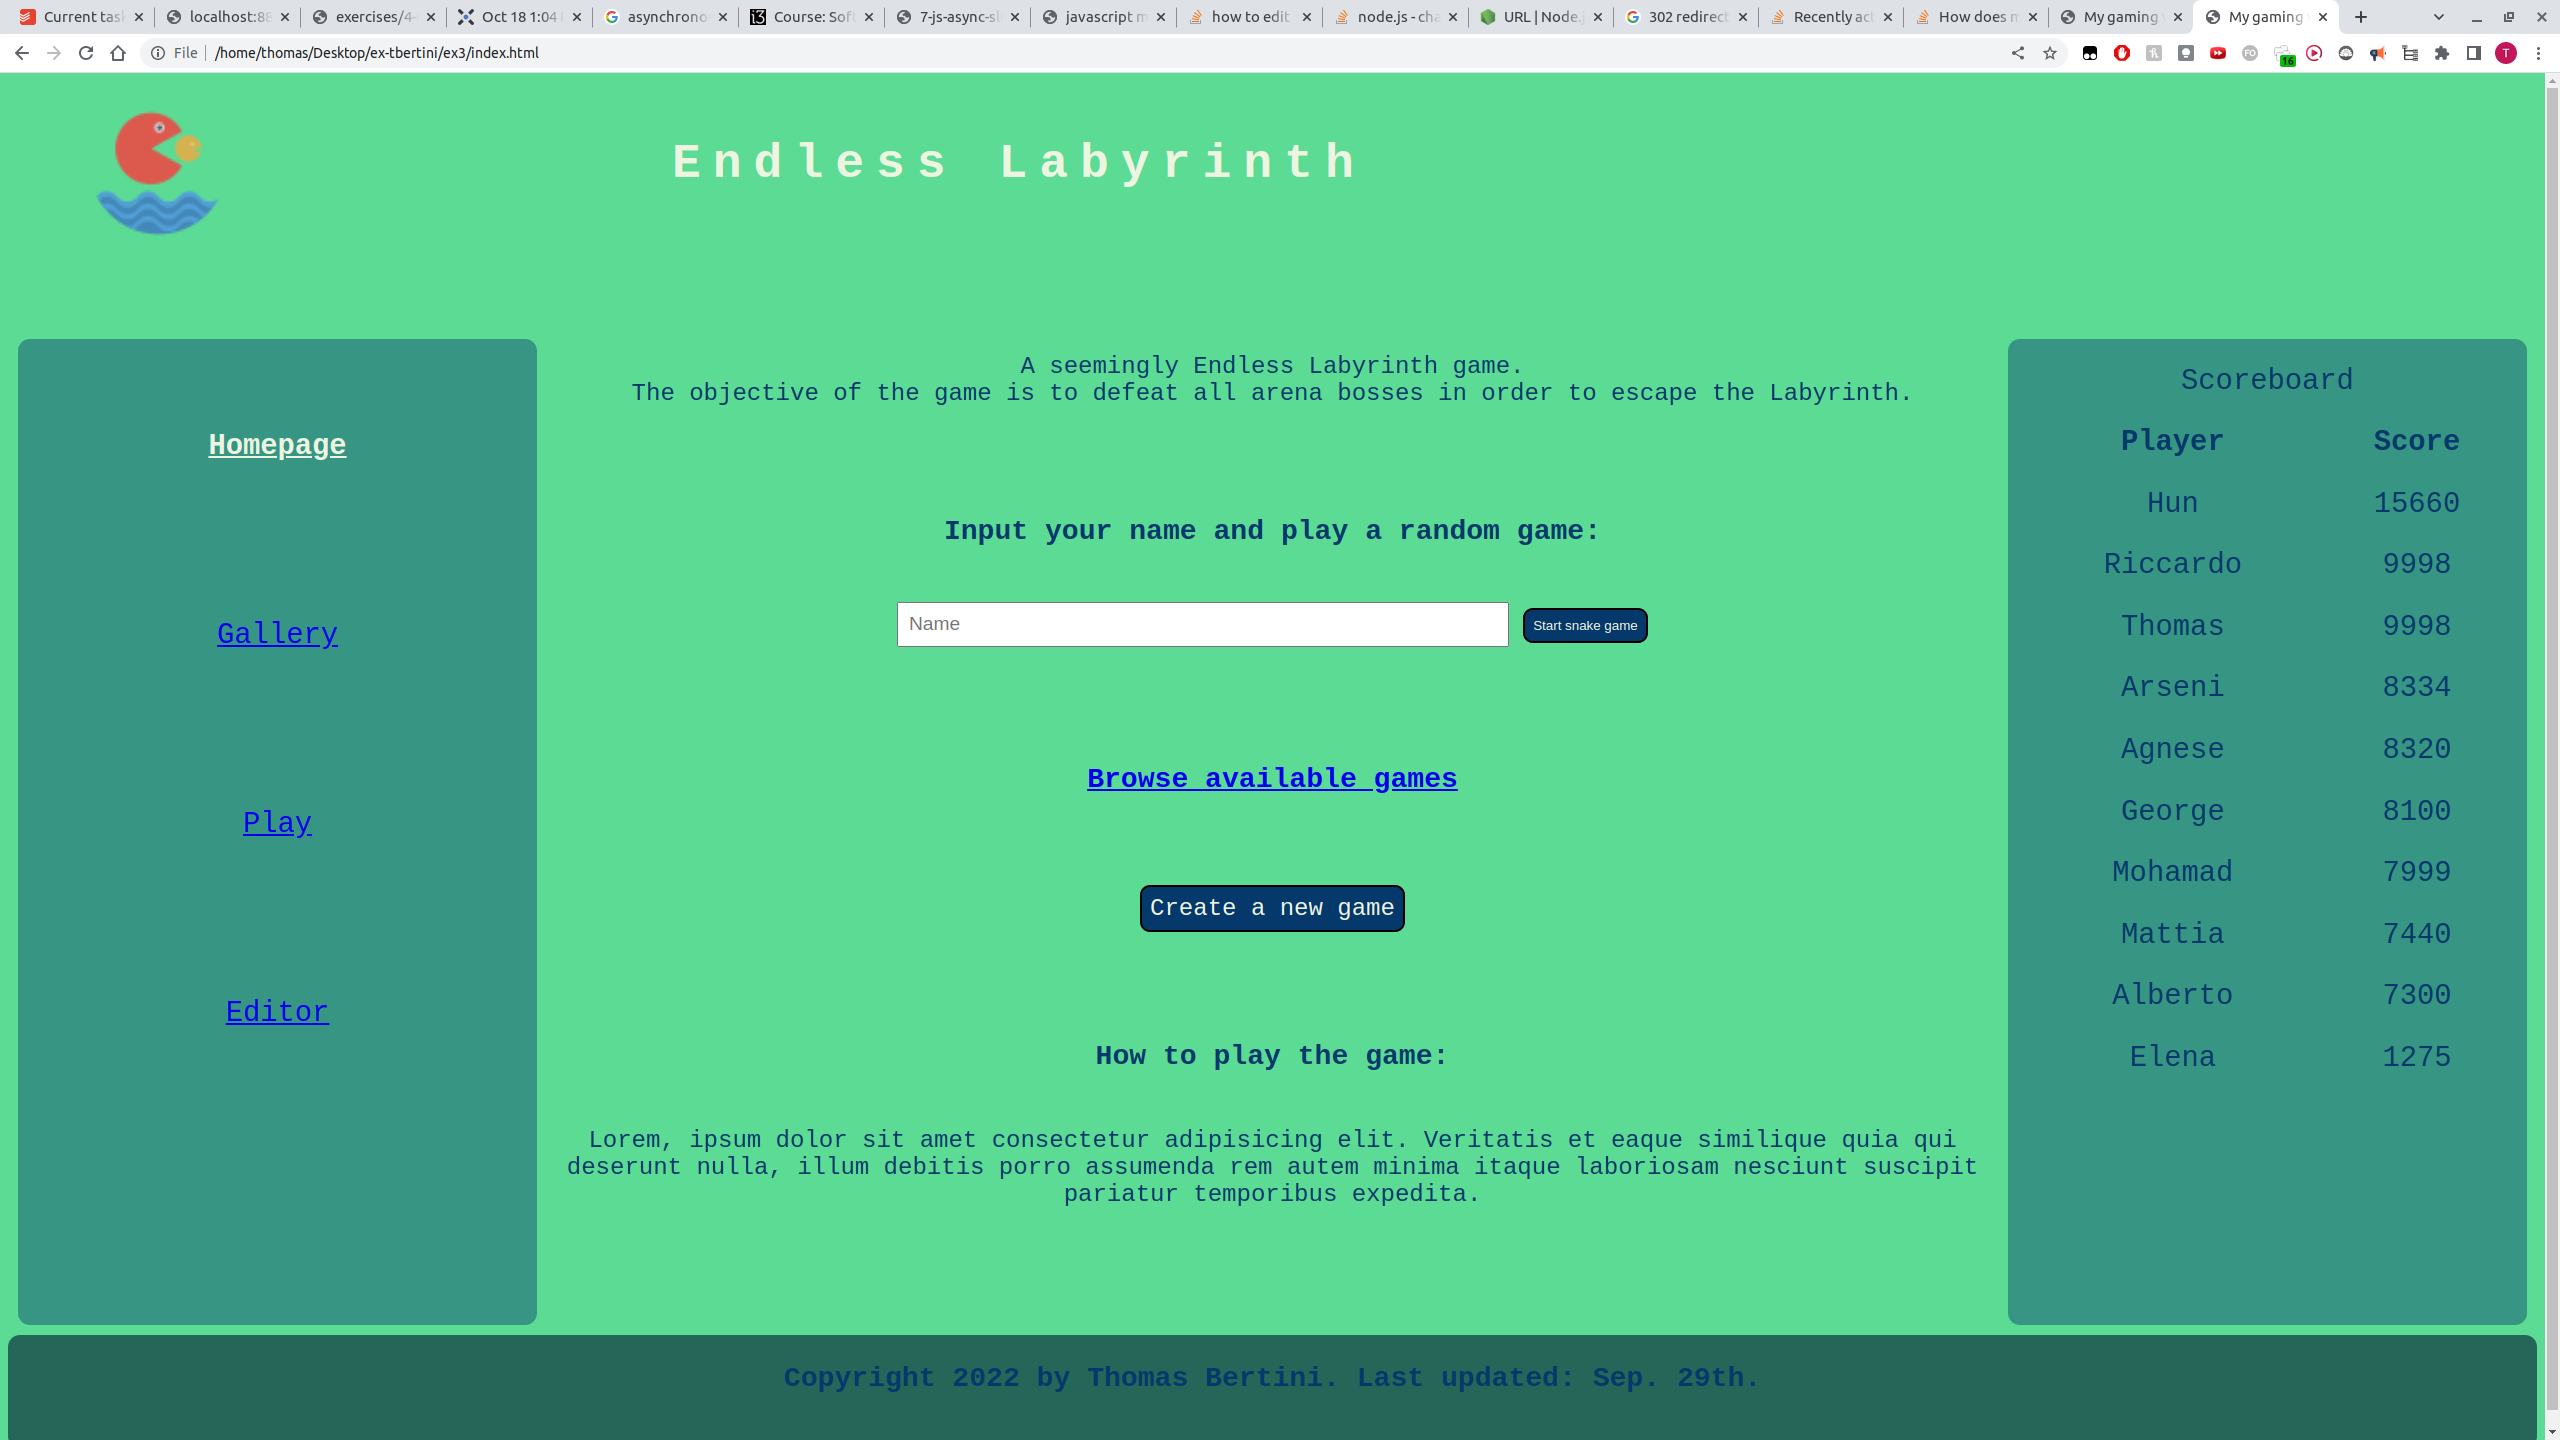 Current tas
localhost:88
exercises/4-
Oct 18 1:04
asynchrono
Course: Sof
7-js-async-sl
javascript m
how to edit
node.js - cha
URL | Node.j
302 redirect
Recently act
How does m
My gaming
My gaming
File
/home/thomas/Desktop/ex-tbertini/ex3/index.html
16
T
Endless Labyrinth
Homepage
Gallery
Play
Editor
A seemingly Endless Labyrinth game.
The objective of the game is to defeat all arena bosses in order to escape the Labyrinth.
Input your name and play a random game:
Name
Start snake game
Browse available games
Create a new game
How to play the game:
Lorem, ipsum dolor sit amet consectetur adipisicing elit. Veritatis et eaque similique quia qui
deserunt nulla, illum debitis porro assumenda rem autem minima itaque laboriosam nesciunt suscipit
pariatur temporibus expedita.
Scoreboard
Player Score
Hun 15660
Riccardo 9998
Thomas 9998
Arseni 8334
Agnese 8320
George 8100
Mohamad 7999
Mattia 7440
Alberto 7300
Elena 1275
Copyright 2022 by Thomas Bertini. Last updated: Sep. 29th.